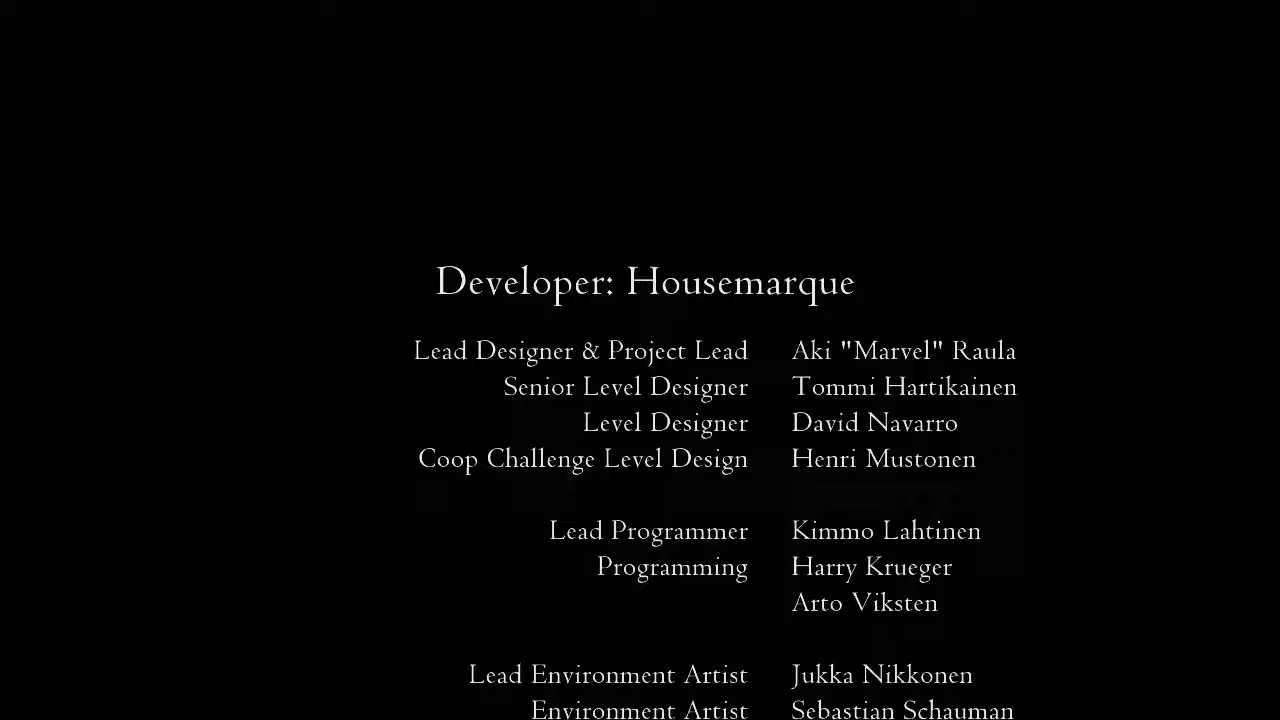 Developer: Housemarque
Lead Designer & Project Lead Aki "Marvel" Raula
Senior Level Designer Tommi Hartikainen
Level Designer David Navarro
Coop Challenge Level Design Henri Mustonen
Lead Programmer Kimmo Lahtinen
Programming Harry Krueger
Arto Viksten
Lead Environment Artist Jukka Nikkonen
Environment Artist Sebastian Schauman